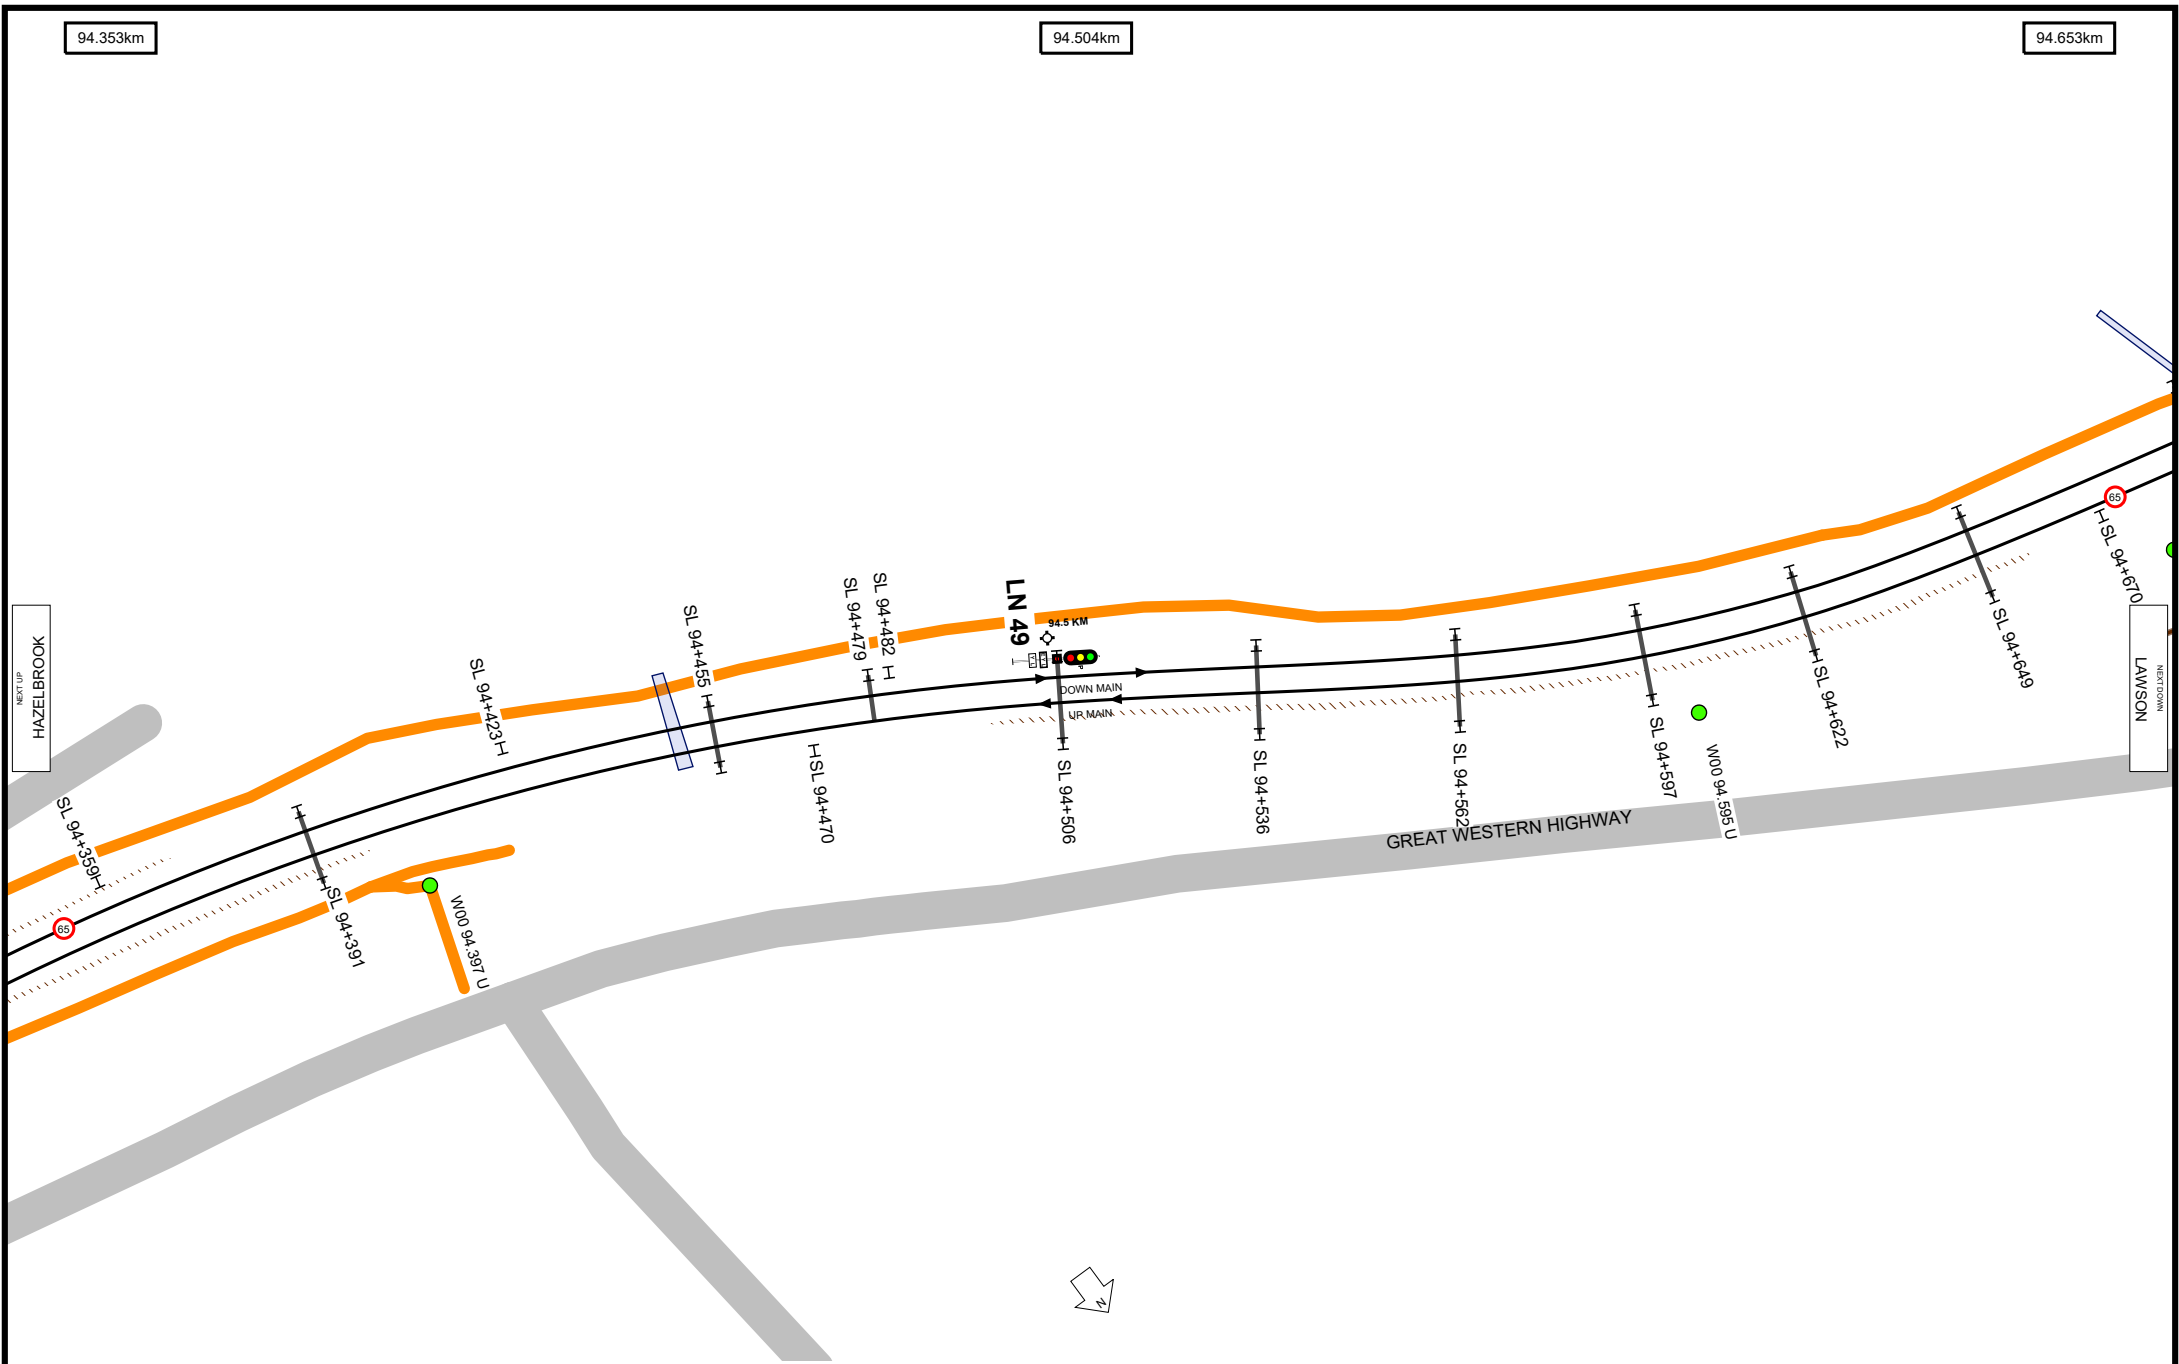 94.353km
94.504km
94.653km
SL 94+359
SL 94+391
SL 94+423
SL 94+455
SL 94+470
SL 94+479
SL 94+482
LN 49
94.5 KM
DOWN MAIN
UP MAIN
SL 94+506
SL 94+536
SL 94+562
SL 94+597
SL 94+622
SL 94+649
SL 94+670
65
65
NEXT UP
HAZELBROOK
LAWSON
NEXT DOWN
W00 94.397 U
W00 94.595 U
GREAT WESTERN HIGHWAY
N